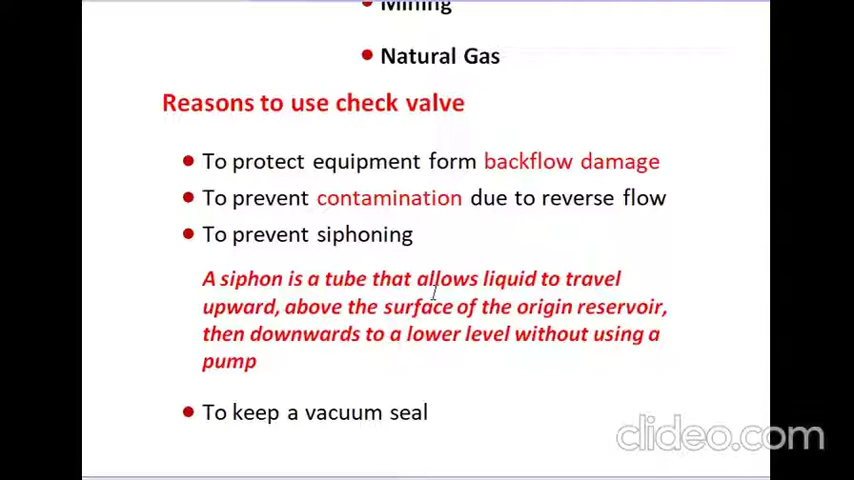 Mining
Natural Gas
Reasons to use check valve
To protect equipment form backflow damage
To prevent contamination due to reverse flow
To prevent siphoning
A siphon is a tube that allows liquid to travel
upward, above the surface of the origin reservoir,
then downwards to a lower level without using a
pump
To keep a vacuum seal
clideo.com